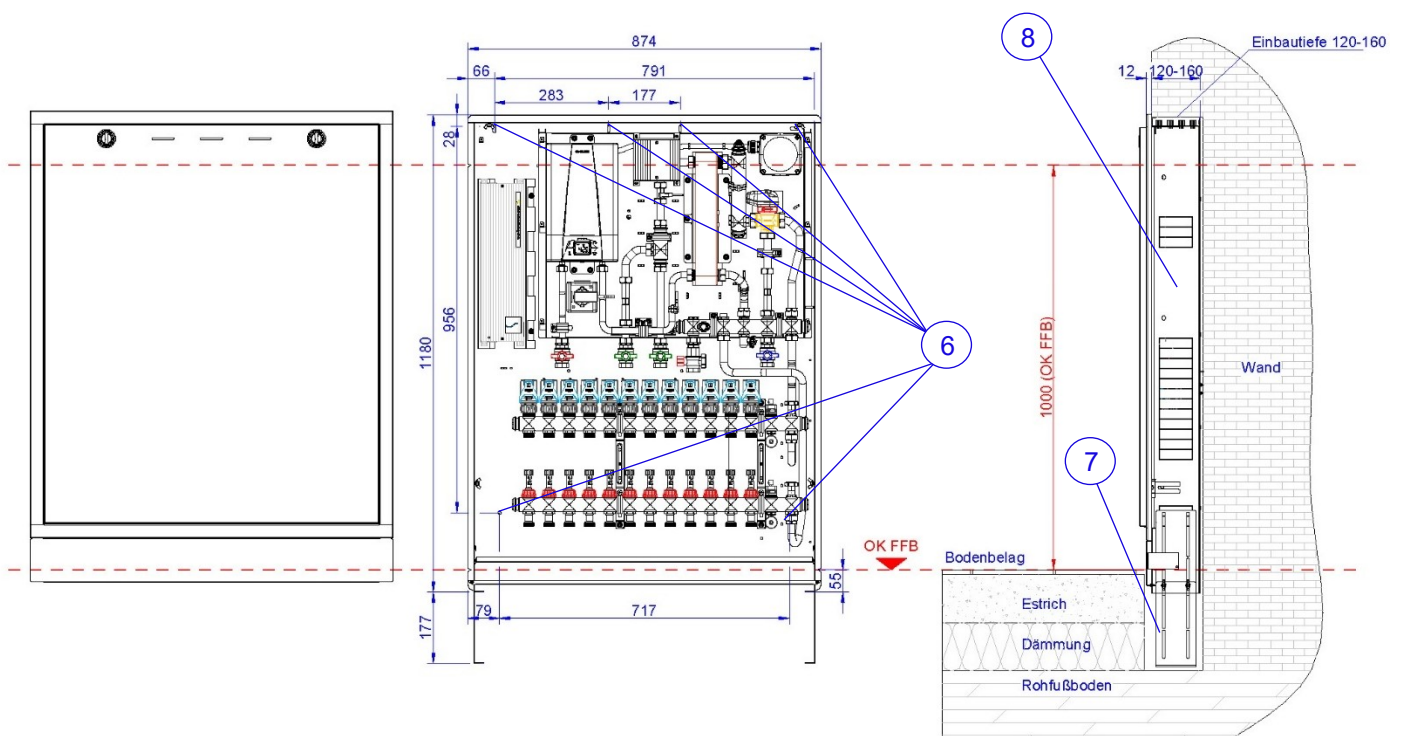 874
66
791
283
177
28
956
1180
6
OK FFB
79
717
55
177
8
Einbautiefe 120-160
12
120-160
1000 (OK FFB)
Wand
7
Bodenbelag
Estrich
Dämmung
Rohfußboden